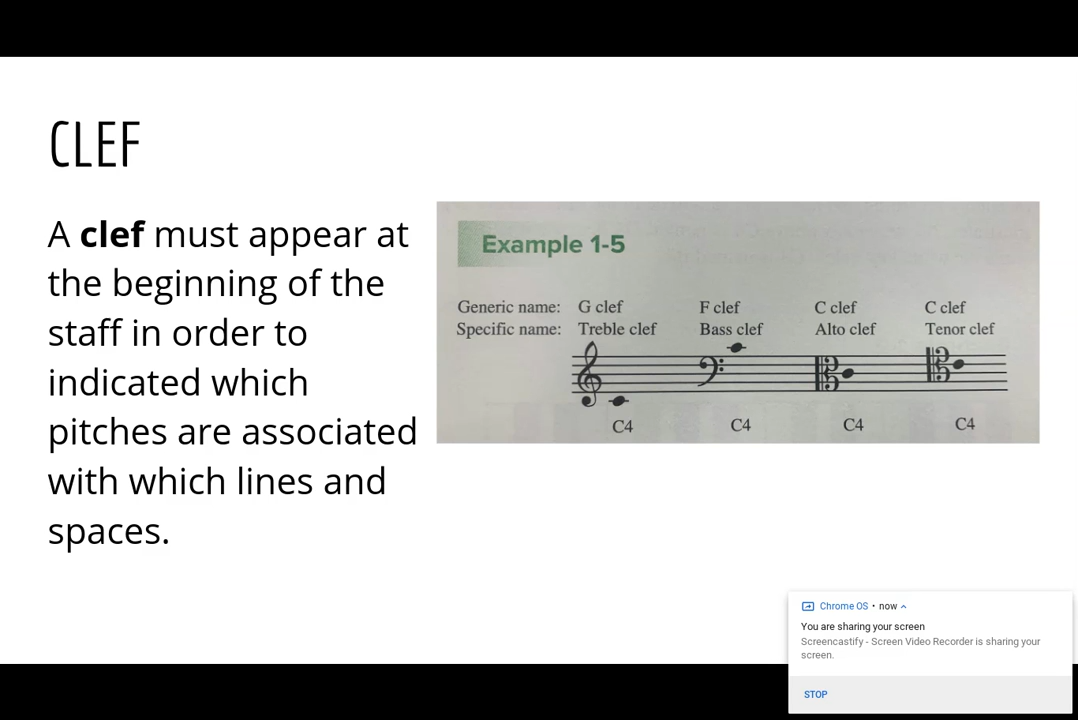 CLEF
A clef must appear at
the beginning of the
staff in order to
indicated which
pitches are associated
with which lines and
spaces.
Example 1-5
Generic name: G clef F clef C clef C clef
Specific name: Treble clef Bass clef Alto clef Tenor clef
C4 C4 C4 C4
Chrome OS • now
You are sharing your screen
Screencastify - Screen Video Recorder is sharing your
screen.
STOP